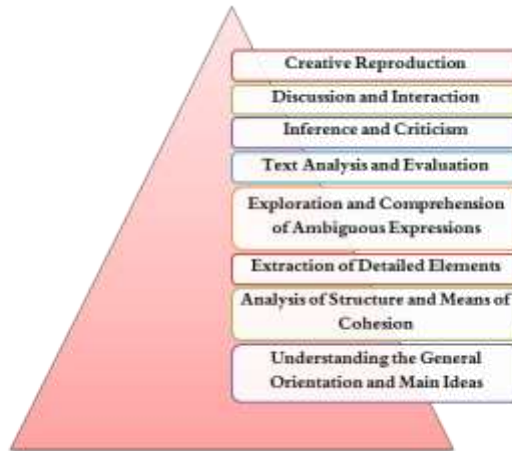 Creative Reproduction
Discussion and Interaction
Inference and Criticism
Text Analysis and Evaluation
Exploration and Comprehension
of Ambiguous Expressions
Extraction of Detailed Elements
Analysis of Structure and Means of
Cohesion
Understanding the General
Orientation and Main Ideas